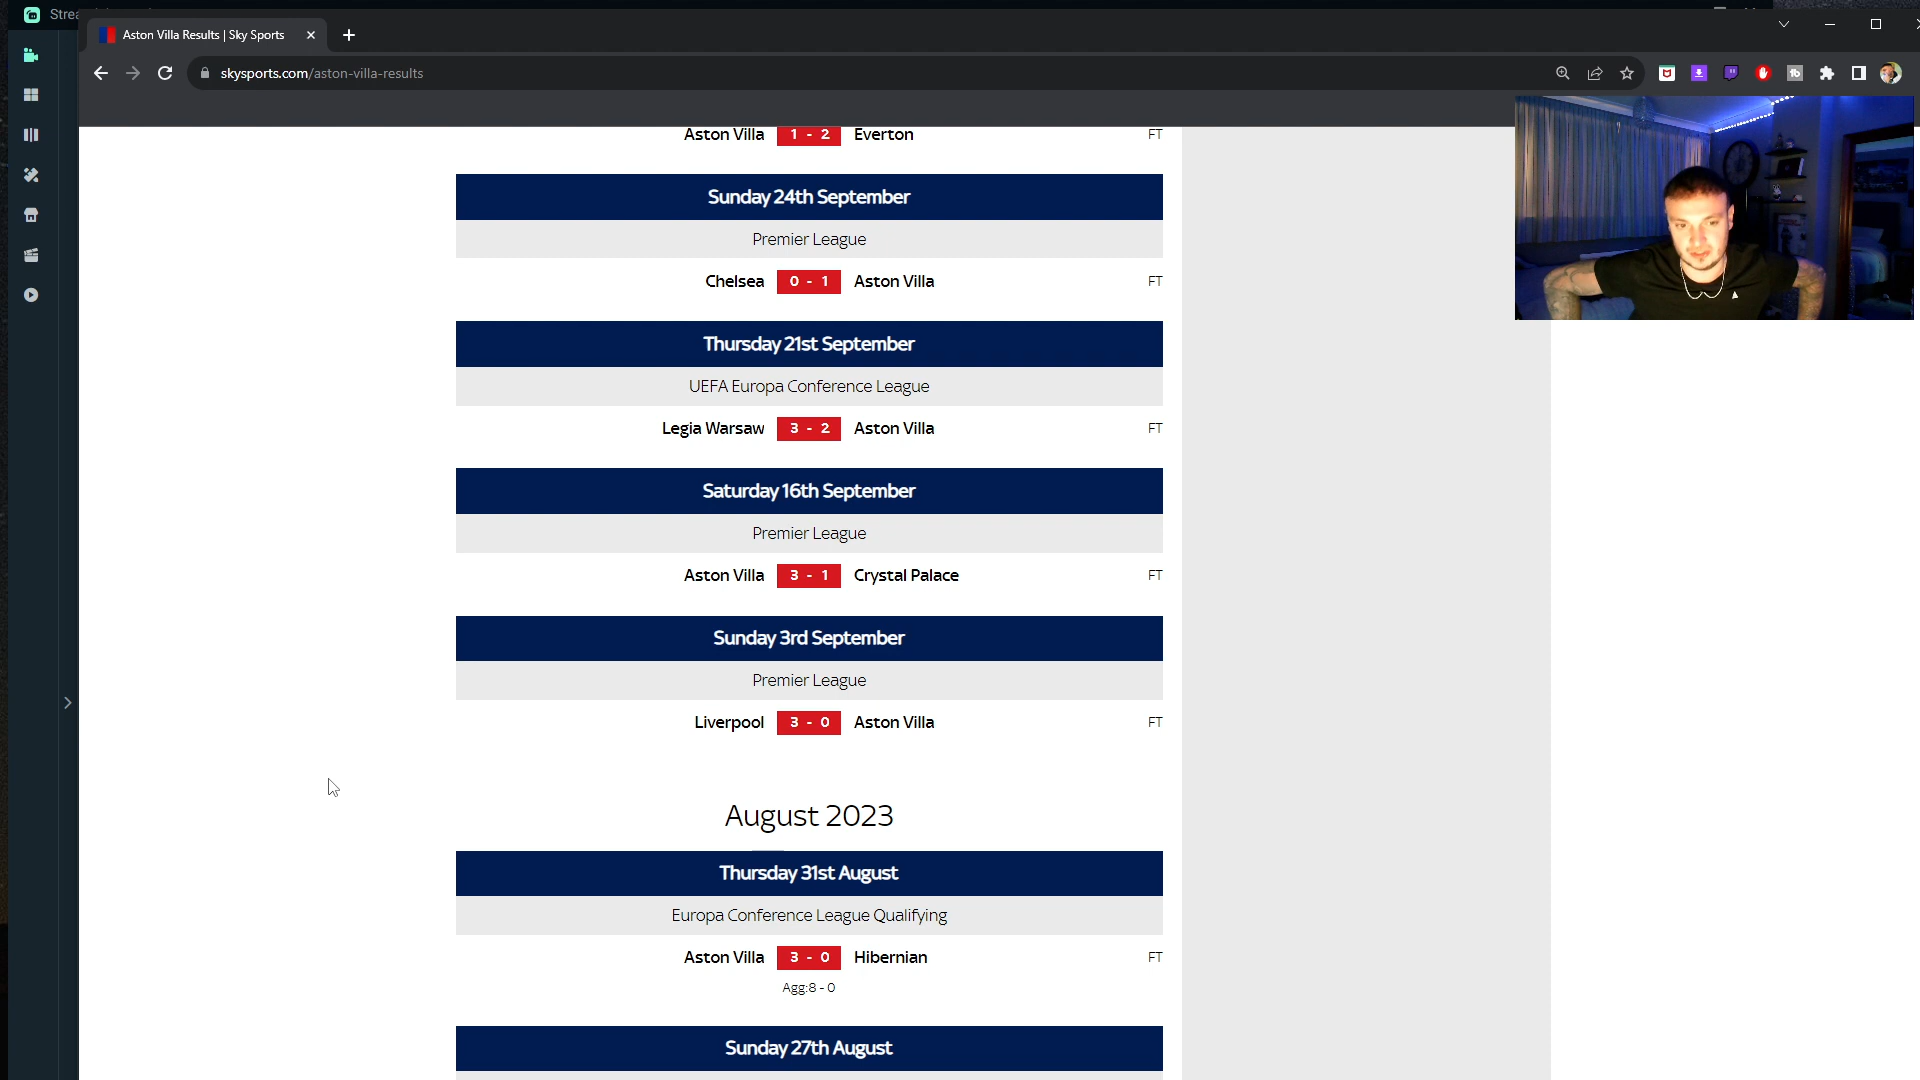 Strea
Aston Villa Results | Sky Sports
skysports.com/aston-villa-results
Aston Villa 1 - 2 Everton FT
Sunday 24th September
Premier League
Chelsea 0 - 1 Aston Villa FT
Thursday 21st September
UEFA Europa Conference League
Legia Warsaw 3 - 2 Aston Villa FT
Saturday 16th September
Premier League
Aston Villa 3 - 1 Crystal Palace FT
Sunday 3rd September
Premier League
Liverpool 3 - 0 Aston Villa FT
August 2023
Thursday 31st August
Europa Conference League Qualifying
Aston Villa 3 - 0 Hibernian FT
Agg:8 - 0
Sunday 27th August